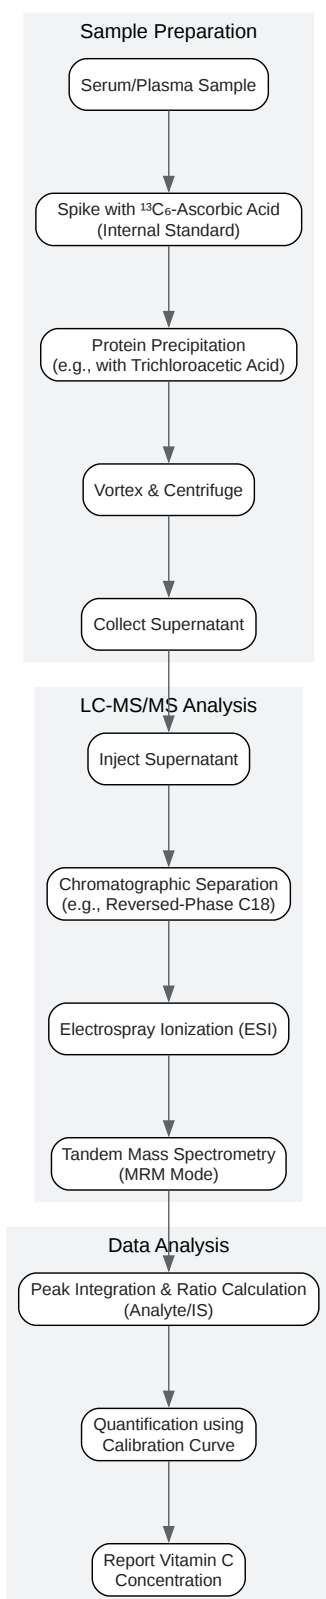 Sample Preparation
Serum/Plasma Sample
Spike with ¹³C₆-Ascorbic Acid
(Internal Standard)
Protein Precipitation
(e.g., with Trichloroacetic Acid)
Vortex & Centrifuge
Collect Supernatant
LC-MS/MS Analysis
Inject Supernatant
Chromatographic Separation
(e.g., Reversed-Phase C18)
Electrospray Ionization (ESI)
Tandem Mass Spectrometry
(MRM Mode)
Data Analysis
Peak Integration & Ratio Calculation
(Analyte/IS)
Quantification using
Calibration Curve
Report Vitamin C
Concentration